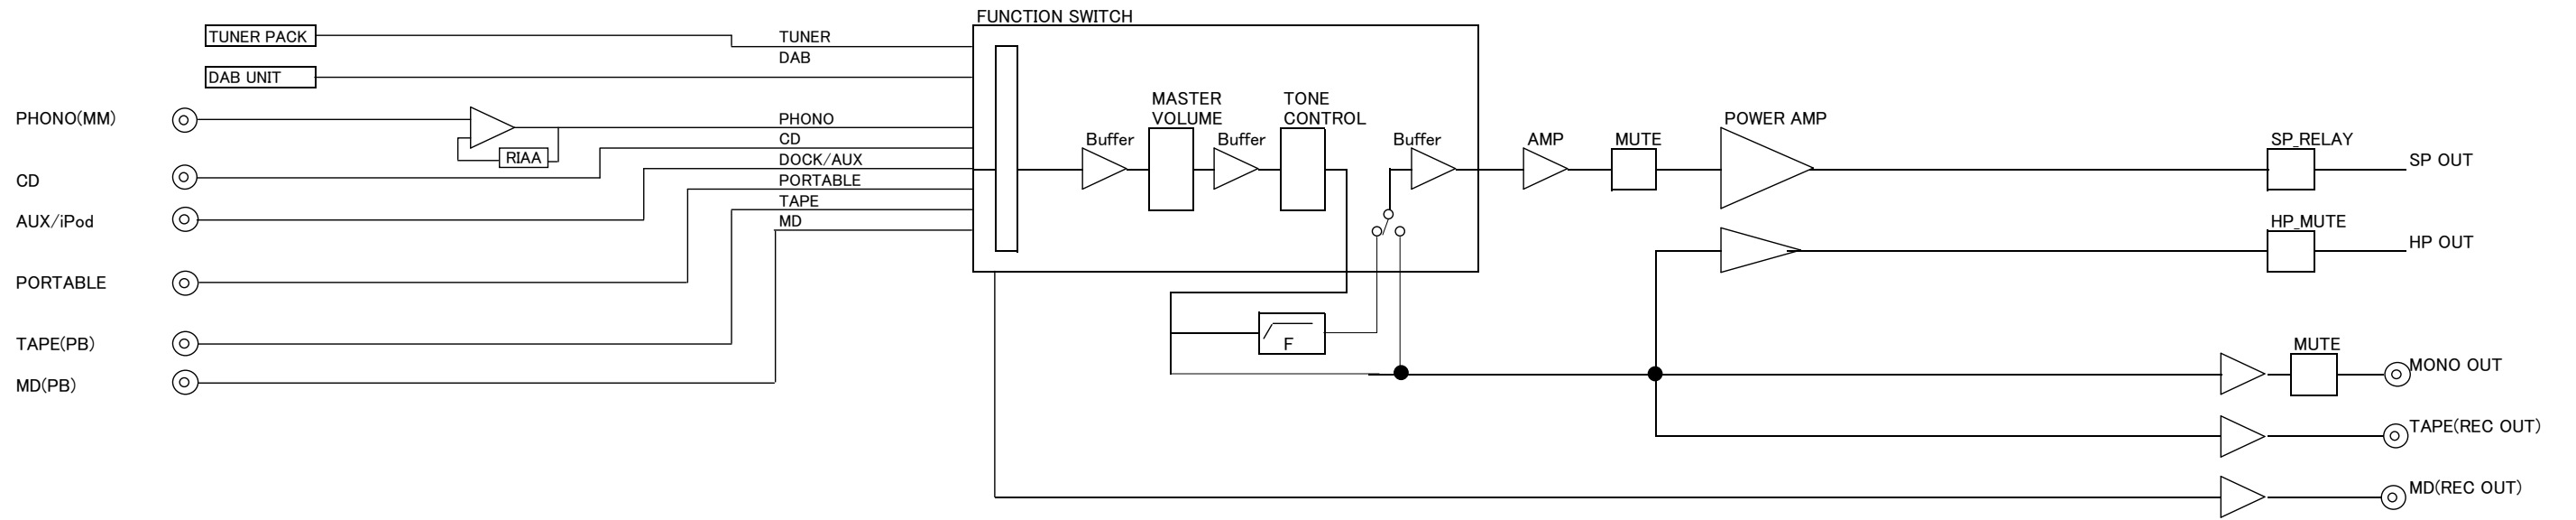 FUNCTION SWITCH
TUNER PACK
TUNER
DAB
DAB UNIT
PHONO(MM)
RIAA
PHONO
CD
DOCK/AUX
PORTABLE
TAPE
MD
CD
AUX/iPod
PORTABLE
TAPE(PB)
MD(PB)
Buffer
MASTER
VOLUME
Buffer
TONE
CONTROL
Buffer
F
AMP
MUTE
POWER AMP
SP_RELAY
SP OUT
HP_MUTE
HP OUT
MUTE
MONO OUT
TAPE(REC OUT)
MD(REC OUT)